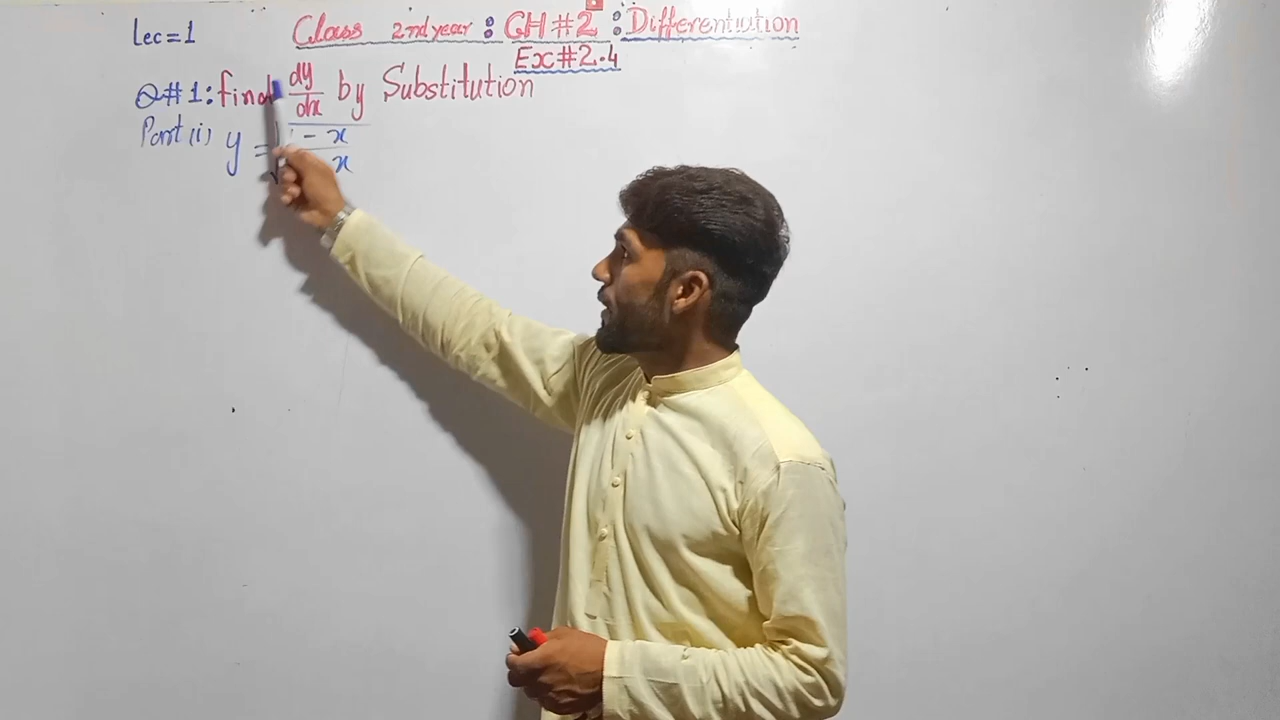 Lec=1
Class 2nd year : CH#2 : Differentiation
Ex#2.4
Q#1: find dy/dx by Substitution
Part (i) y = √ - x
x